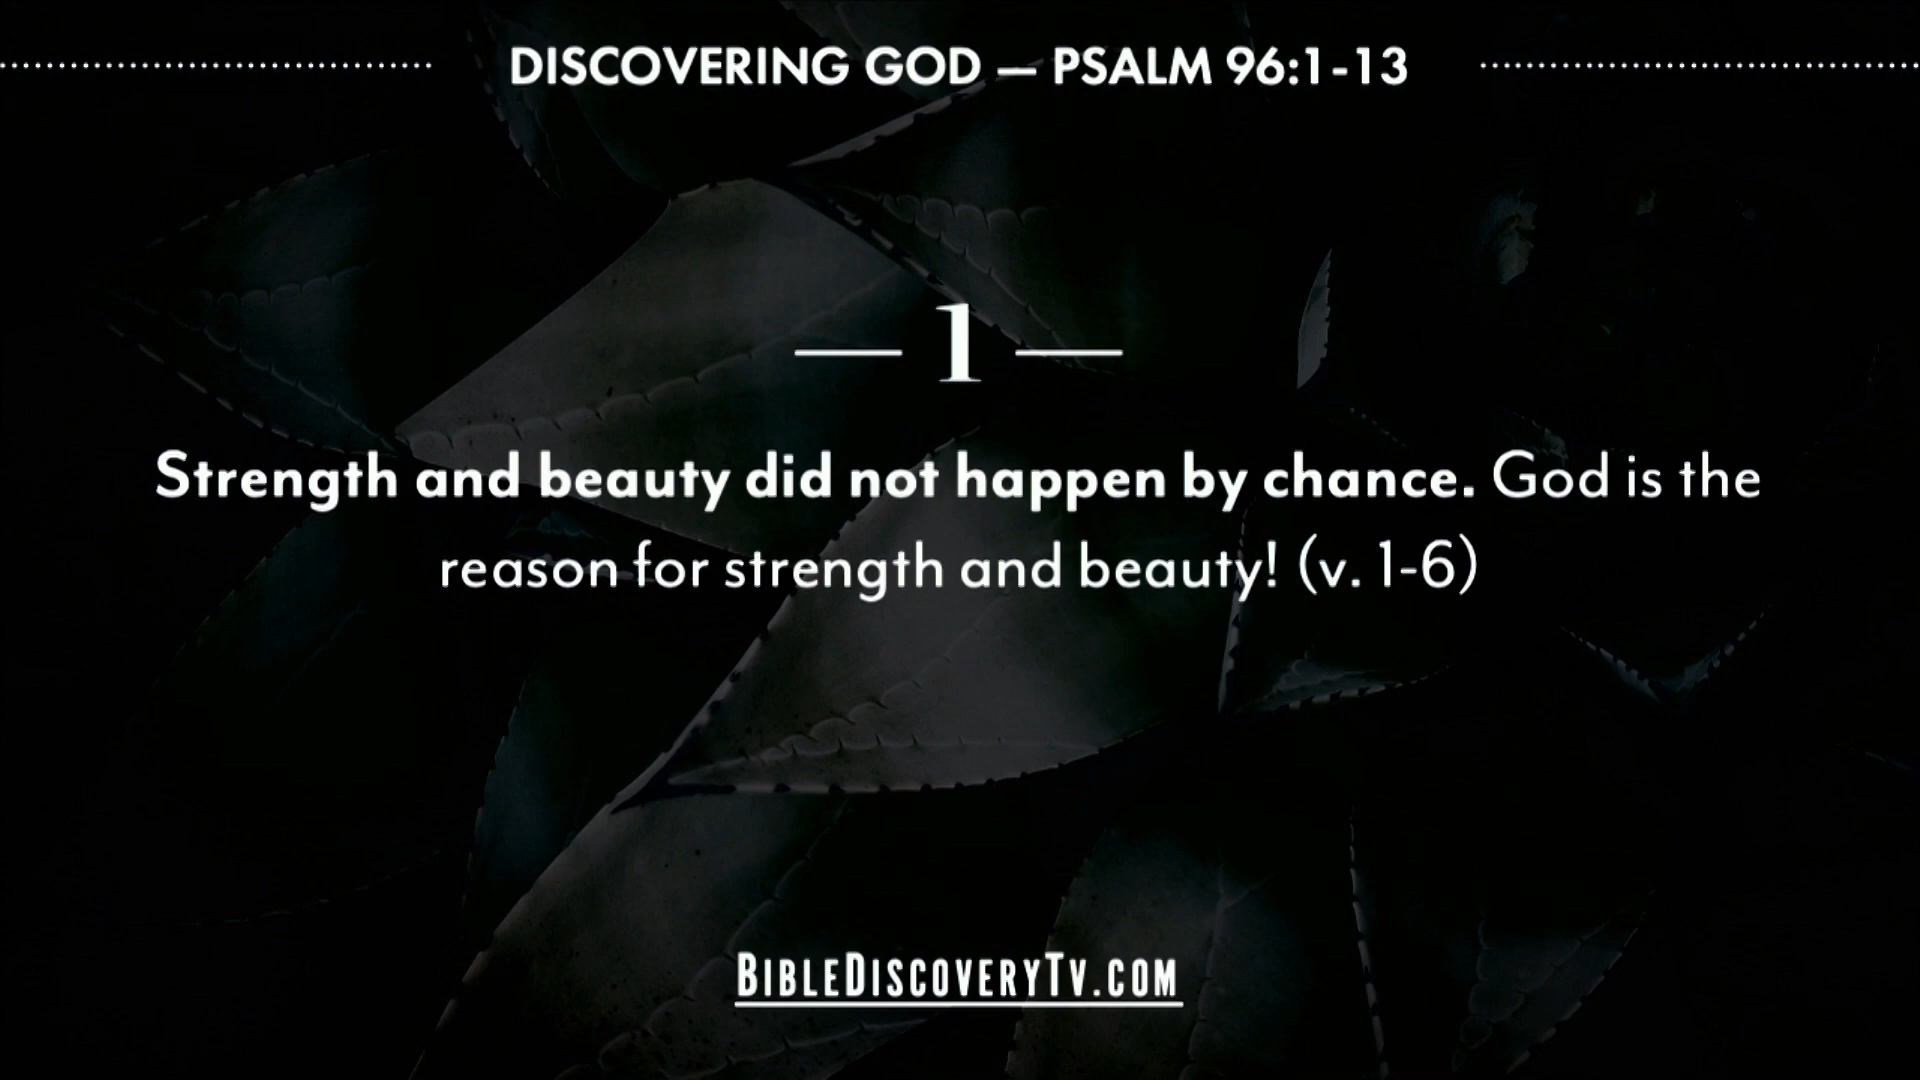 DISCOVERING GOD — PSALM 96:1-13
— 1 —
Strength and beauty did not happen by chance. God is the
reason for strength and beauty! (v. 1-6)
BIBLEDISCOVERYTV.COM